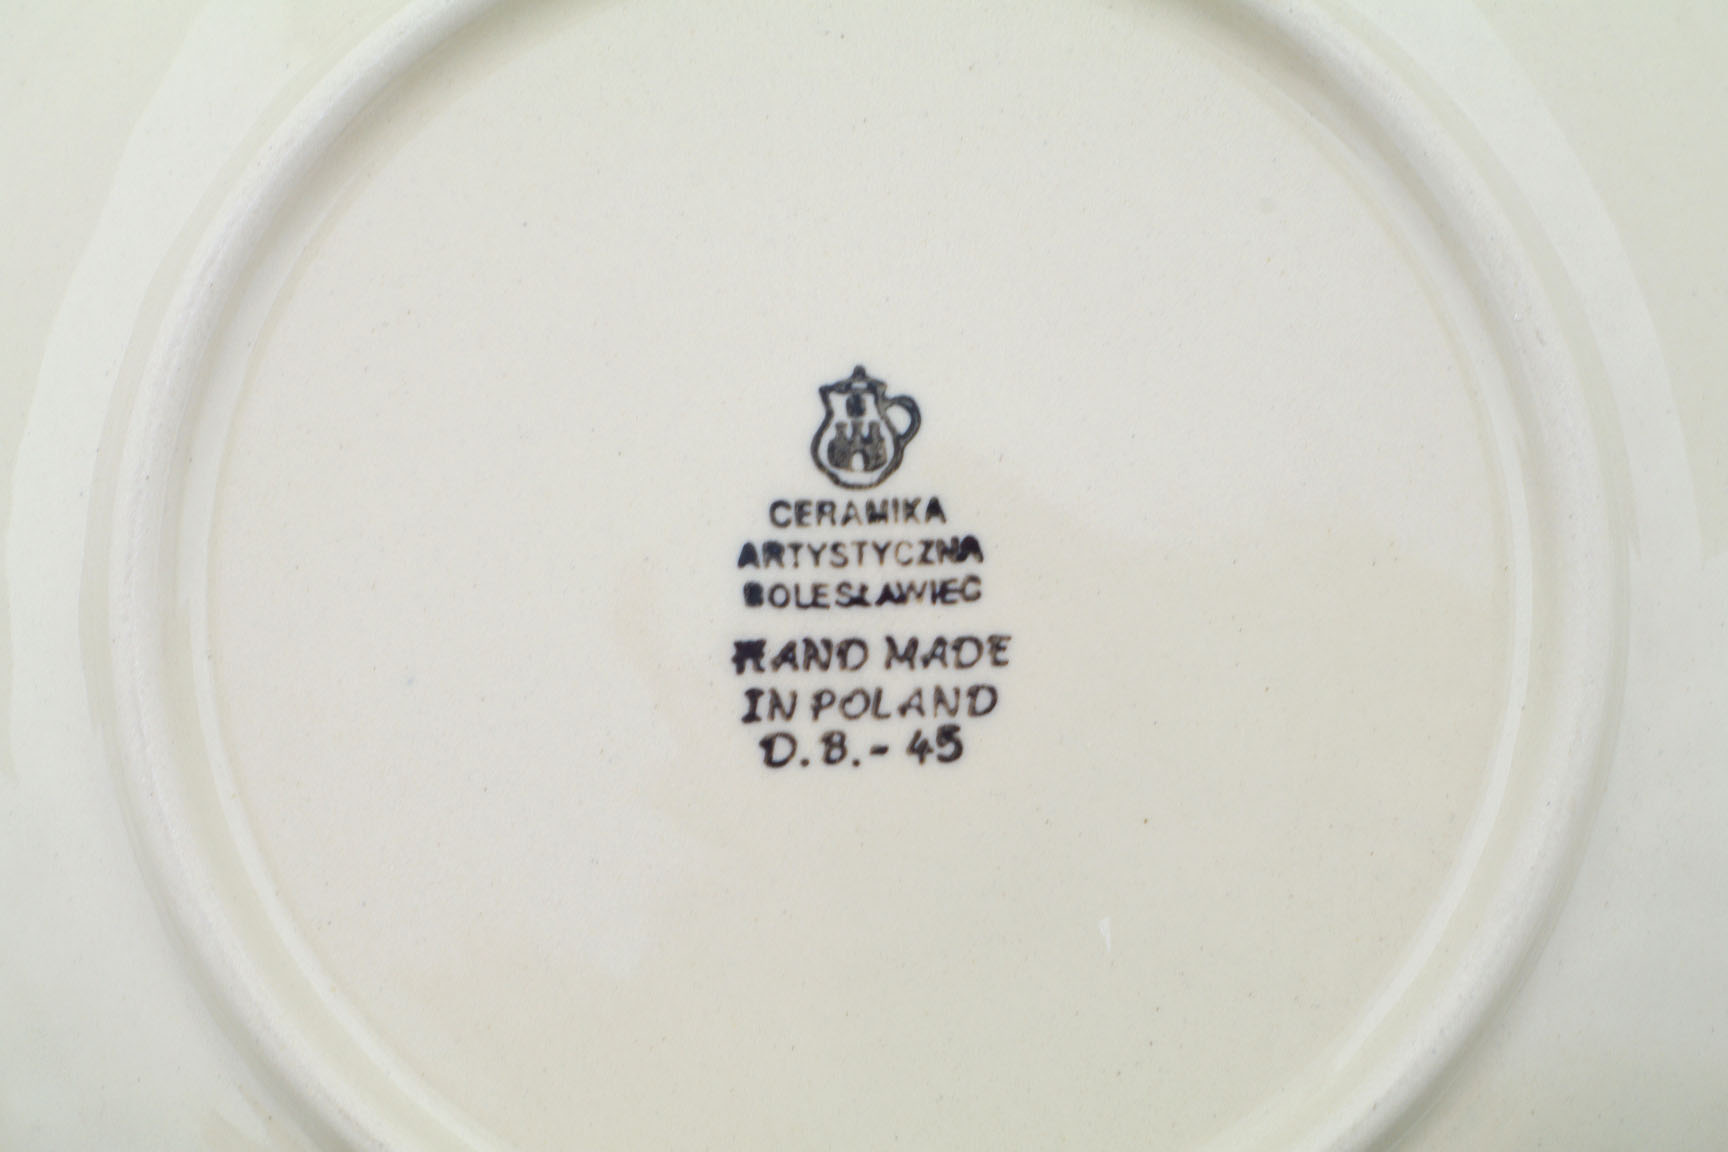 CERAMIKA
ARTYSTYCZNA
BOLESŁAWIEC
HAND MADE
IN POLAND
D.B.- 45